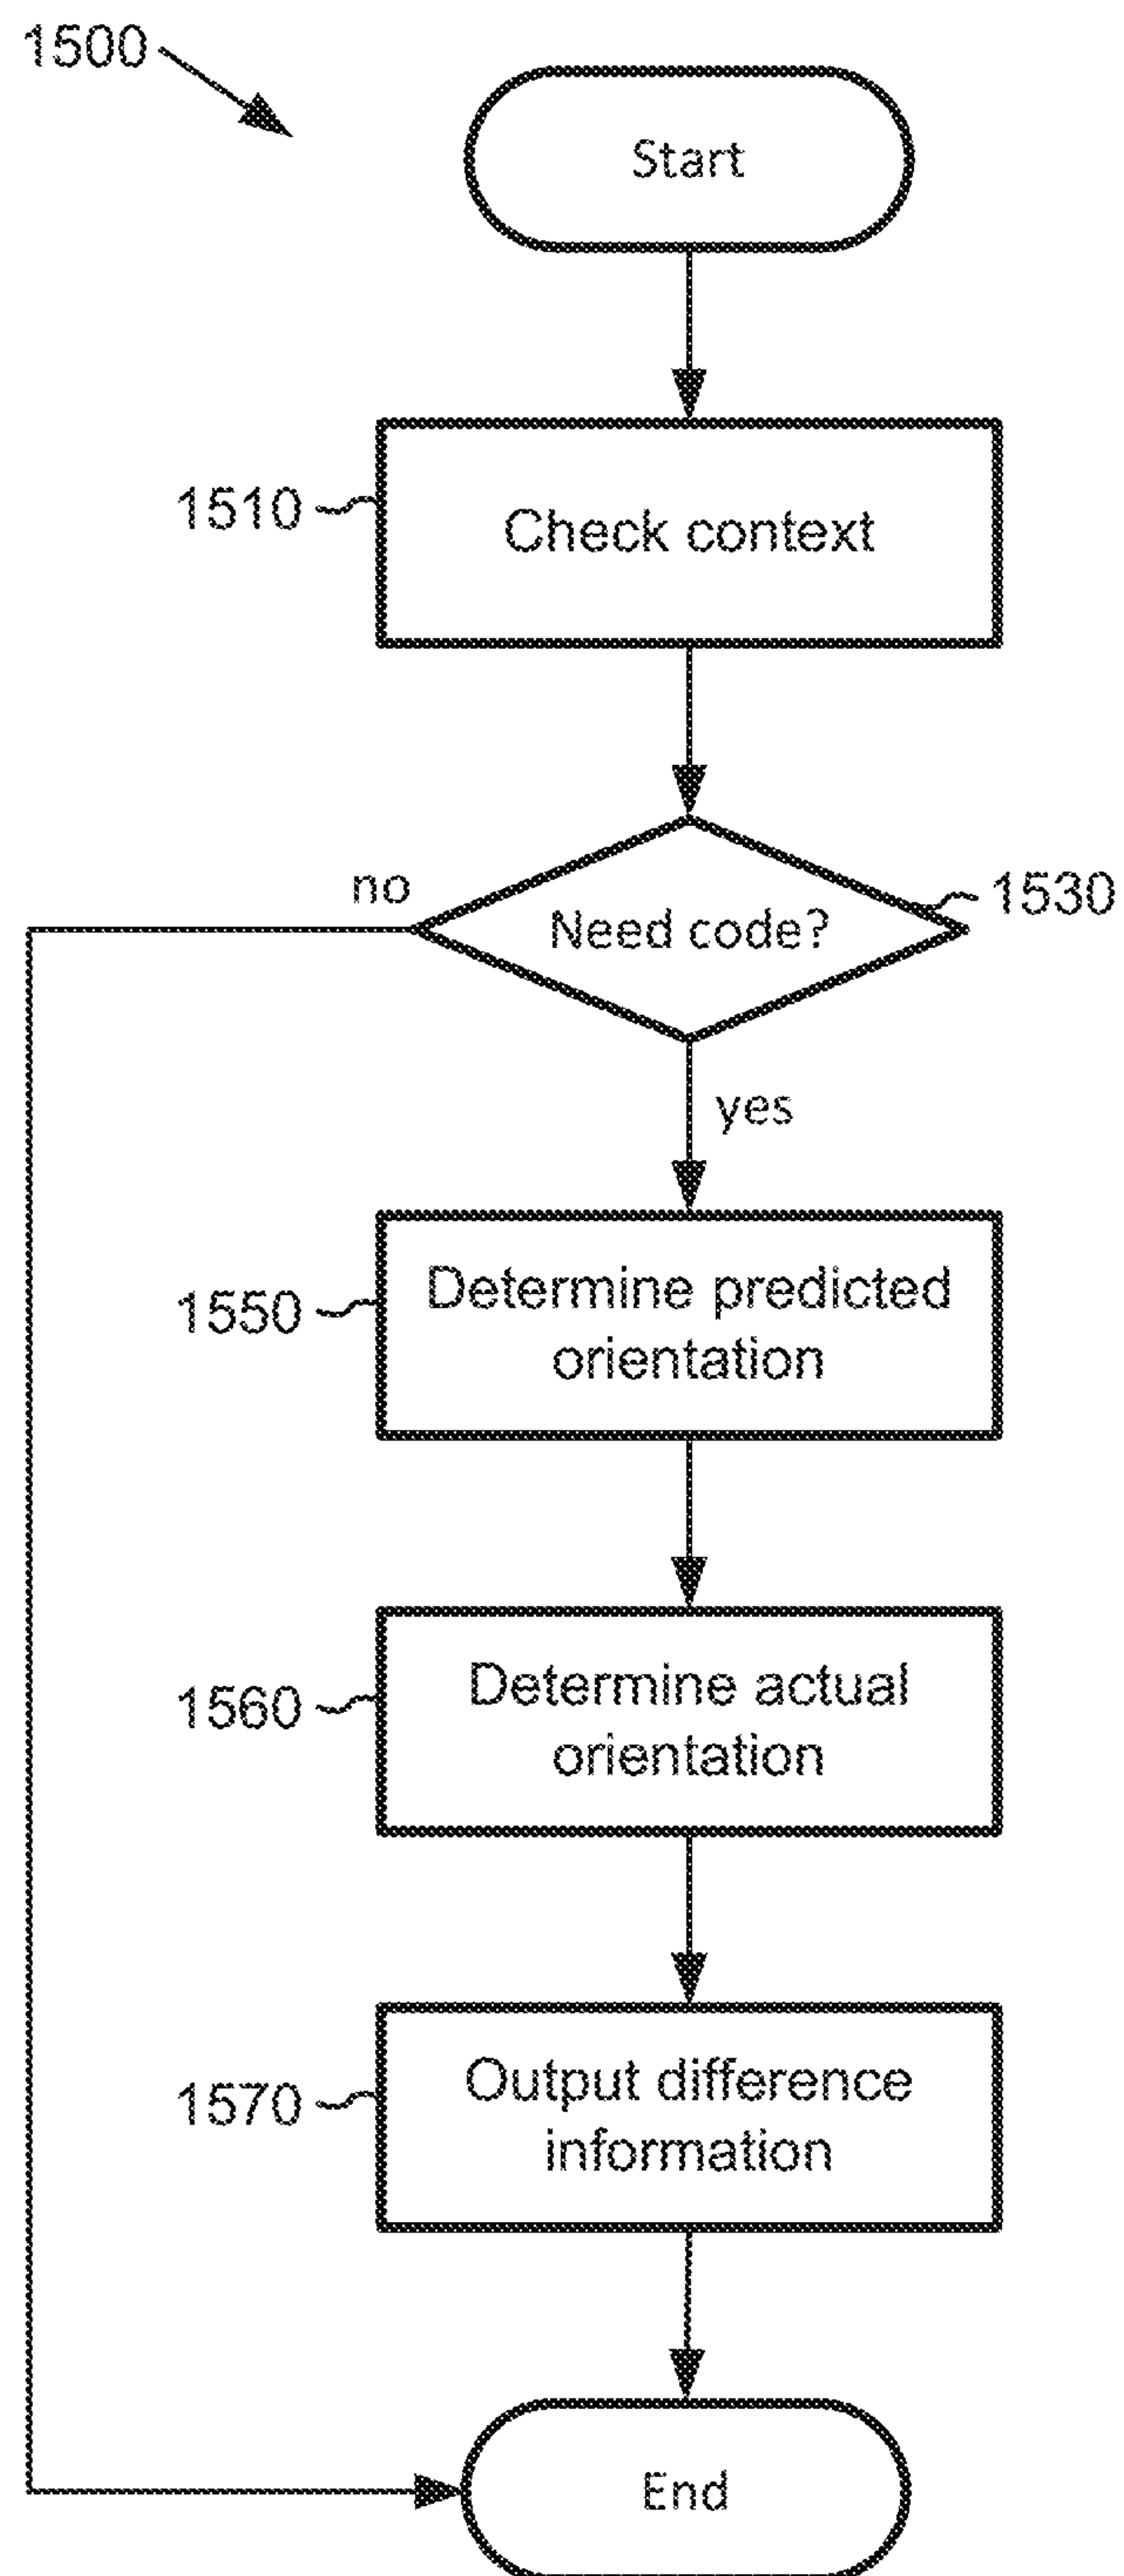 1500
Start
1510
Check context
no
1530
Need code?
yes
1550
Determine predicted
orientation
1560
Determine actual
orientation
1570
Output difference
information
End